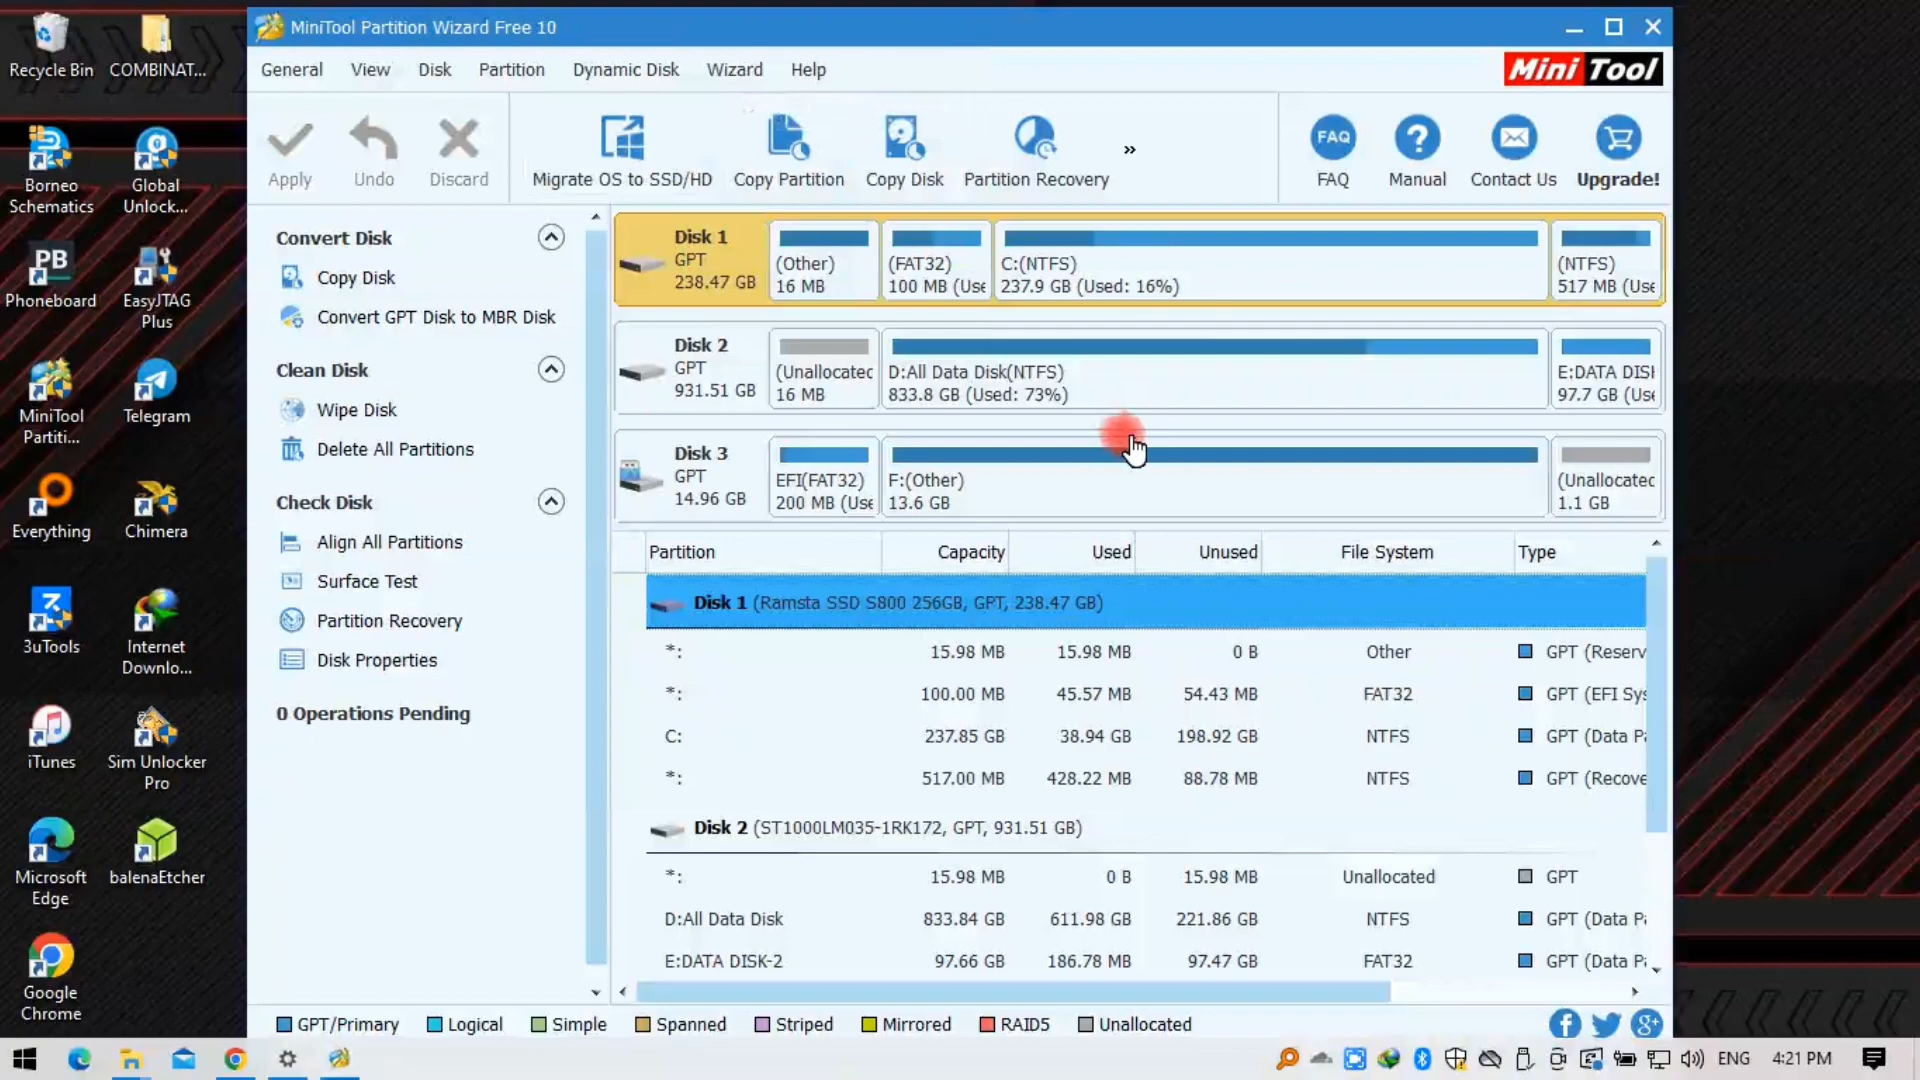 Recycle Bin
COMBINAT...
Borneo
Schematics
Global
Unlock...
PB
Phoneboard
EasyJTAG
Plus
MiniTool
Partiti...
Telegram
Everything
Chimera
3uTools
Internet
Downlo...
iTunes
Sim Unlocker
Pro
Microsoft
Edge
balenaEtcher
Google
Chrome
MiniTool Partition Wizard Free 10
General View Disk Partition Dynamic Disk Wizard Help
Mini Tool
Apply Undo Discard
Migrate OS to SSD/HD Copy Partition Copy Disk Partition Recovery »
FAQ
FAQ Manual Contact Us Upgrade!
Convert Disk
Copy Disk
Convert GPT Disk to MBR Disk
Clean Disk
Wipe Disk
Delete All Partitions
Check Disk
Align All Partitions
Surface Test
Partition Recovery
Disk Properties
0 Operations Pending
Disk 1
GPT
238.47 GB
(Other)
16 MB
(FAT32)
100 MB (Use
C:(NTFS)
237.9 GB (Used: 16%)
(NTFS)
517 MB (Use
Disk 2
GPT
931.51 GB
(Unallocatec
16 MB
D:All Data Disk(NTFS)
833.8 GB (Used: 73%)
E:DATA DISK
97.7 GB (Use
Disk 3
GPT
14.96 GB
EFI(FAT32)
200 MB (Use
F:(Other)
13.6 GB
(Unallocatec
1.1 GB
Partition Capacity Used Unused File System Type
Disk 1 (Ramsta SSD S800 256GB, GPT, 238.47 GB)
*: 15.98 MB 15.98 MB 0 B Other GPT (Reserv
*: 100.00 MB 45.57 MB 54.43 MB FAT32 GPT (EFI Sys
C: 237.85 GB 38.94 GB 198.92 GB NTFS GPT (Data Pa
*: 517.00 MB 428.22 MB 88.78 MB NTFS GPT (Recove
Disk 2 (ST1000LM035-1RK172, GPT, 931.51 GB)
*: 15.98 MB 0 B 15.98 MB Unallocated GPT
D:All Data Disk 833.84 GB 611.98 GB 221.86 GB NTFS GPT (Data Pa
E:DATA DISK-2 97.66 GB 186.78 MB 97.47 GB FAT32 GPT (Data Pa
GPT/Primary Logical Simple Spanned Striped Mirrored RAID5 Unallocated
ENG 4:21 PM